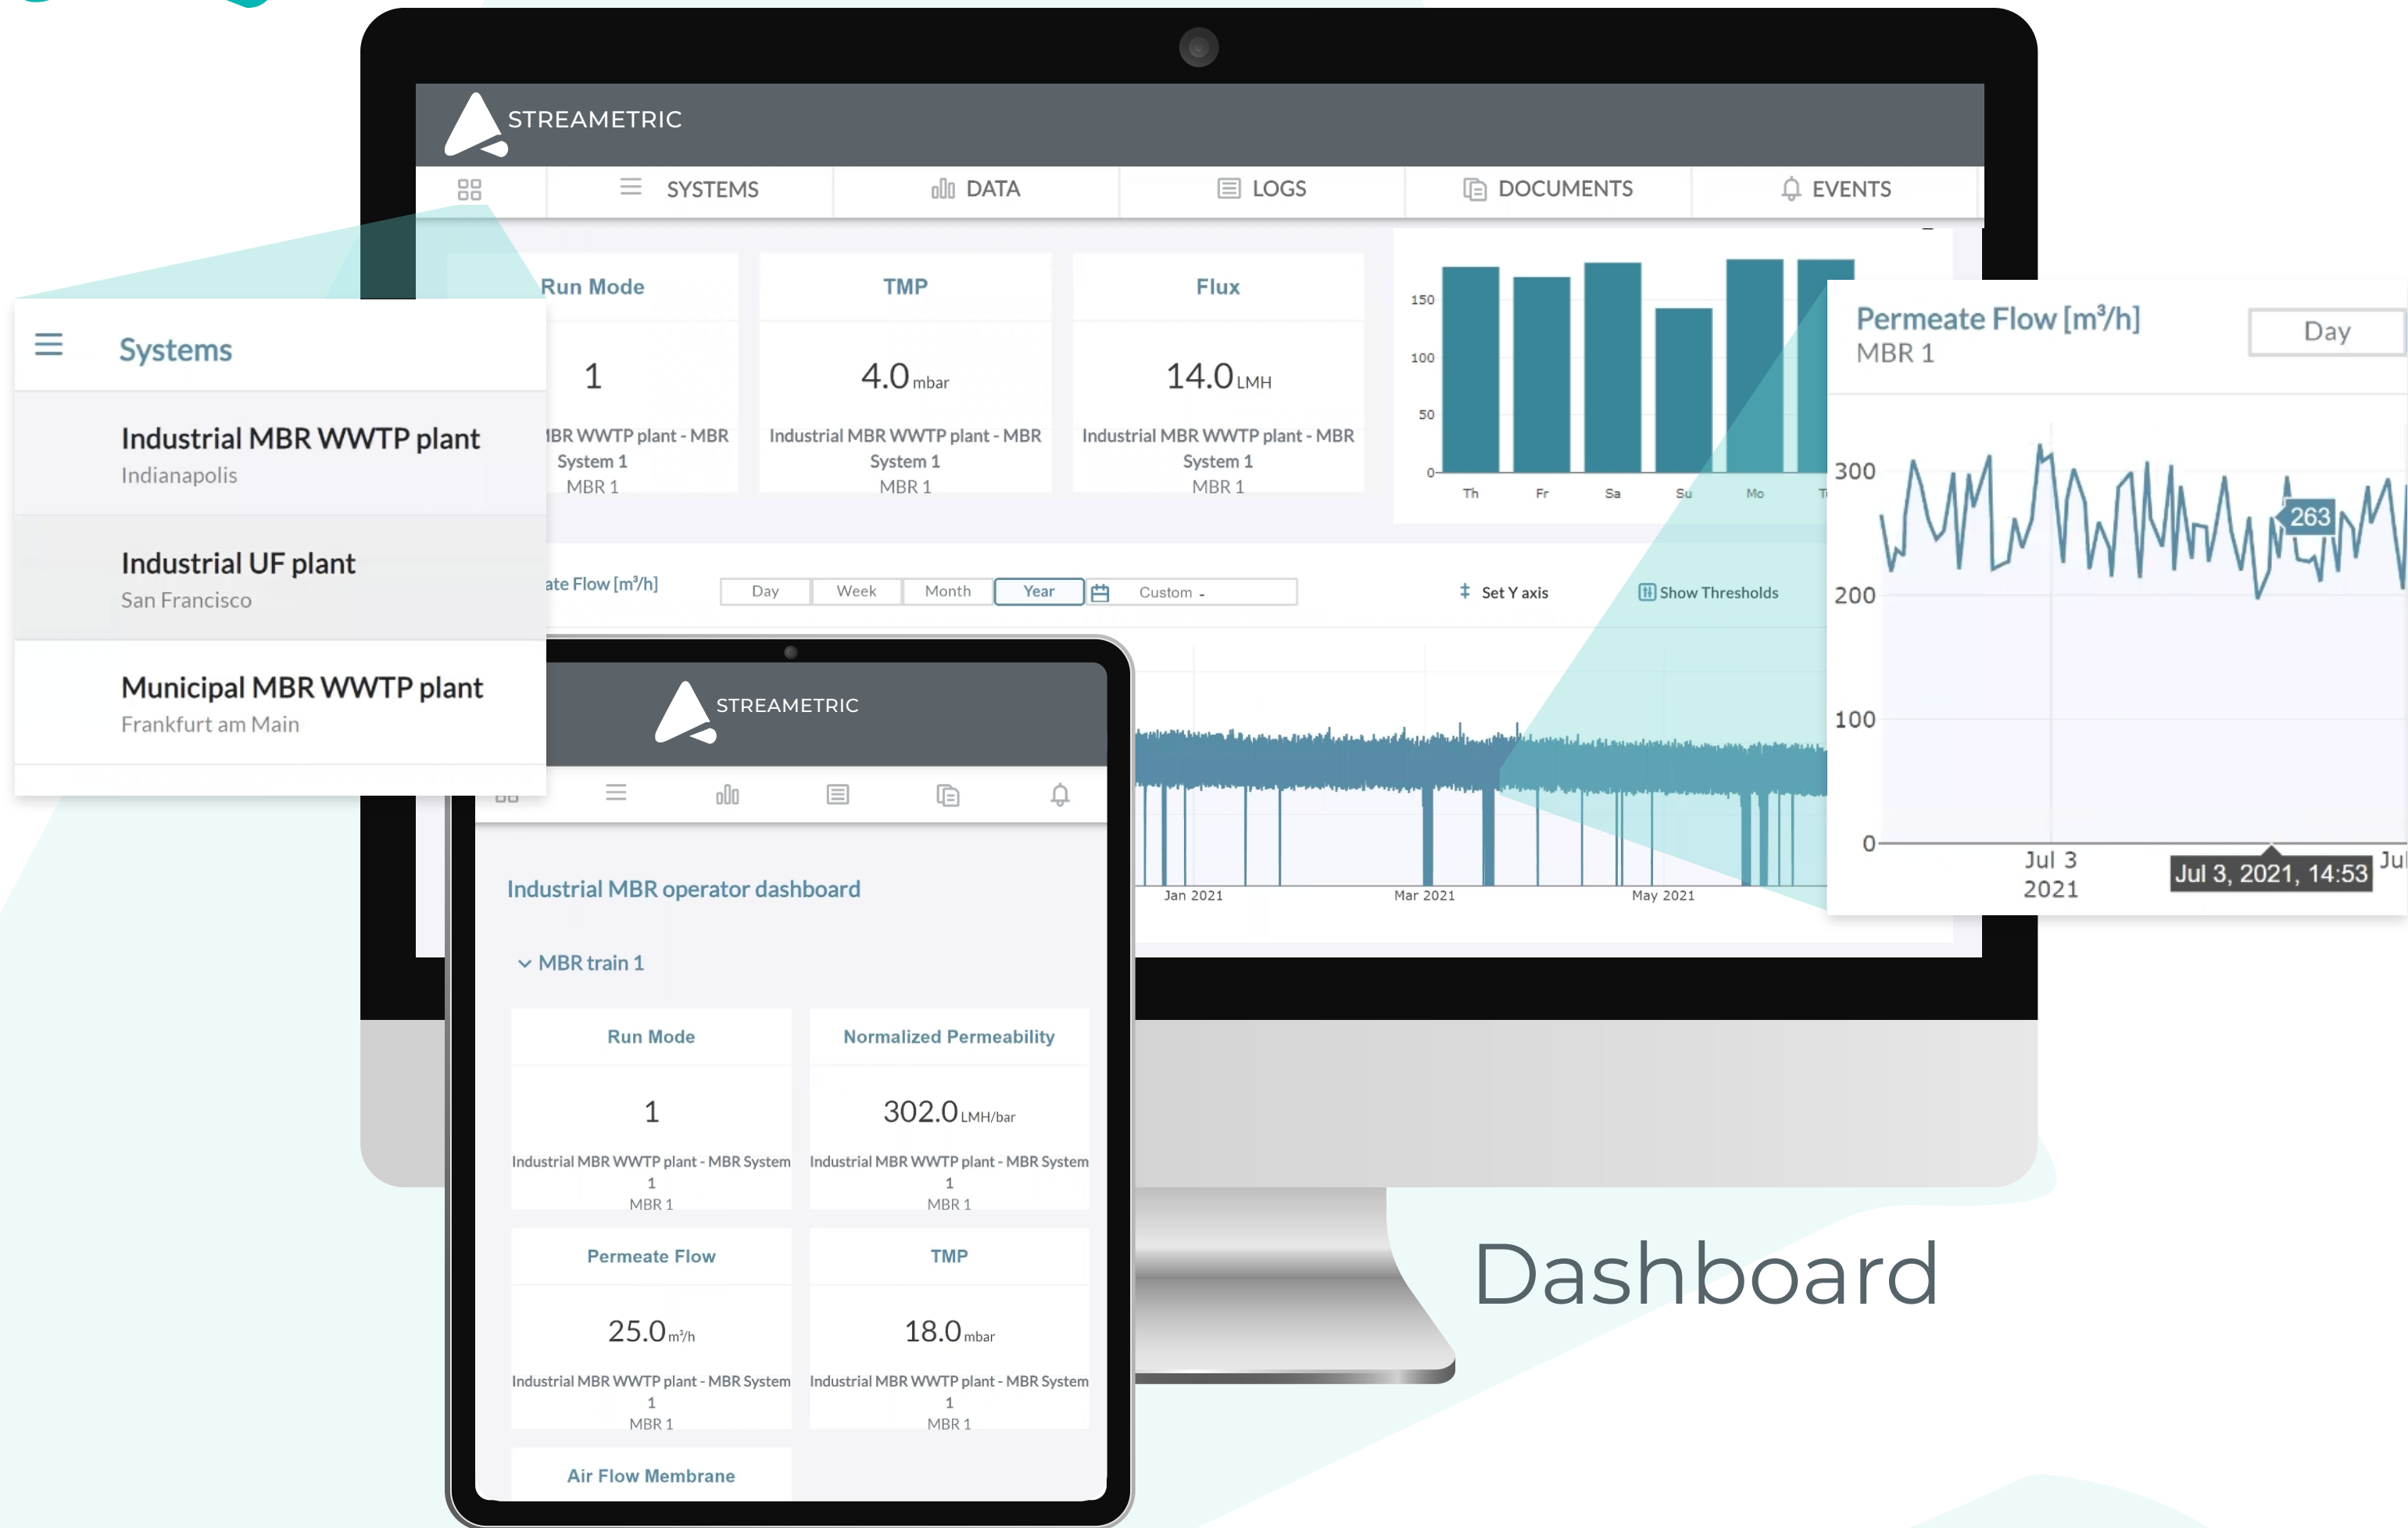 STREAMETRIC
SYSTEMS
DATA
LOGS
DOCUMENTS
EVENTS
Systems
Industrial MBR WWTP plant
Indianapolis
Industrial UF plant
San Francisco
Municipal MBR WWTP plant
Frankfurt am Main
Run Mode
1
MBR WWTP plant - MBR
System 1
MBR 1
TMP
4.0 mbar
Industrial MBR WWTP plant - MBR
System 1
MBR 1
Flux
14.0 LMH
Industrial MBR WWTP plant - MBR
System 1
MBR 1
150
100
50
0
Th Fr Sa Su Mo
ate Flow [m³/h]
Day Week Month Year Custom -
Set Y axis
Show Thresholds
Jan 2021 Mar 2021 May 2021
Permeate Flow [m³/h]
MBR 1
Day
300
200
100
0
263
Jul 3
2021
Jul 3, 2021, 14:53
Jul
STREAMETRIC
Industrial MBR operator dashboard
MBR train 1
Run Mode
1
Industrial MBR WWTP plant - MBR System
1
MBR 1
Normalized Permeability
302.0 LMH/bar
Industrial MBR WWTP plant - MBR System
1
MBR 1
Permeate Flow
25.0 m³/h
Industrial MBR WWTP plant - MBR System
1
MBR 1
TMP
18.0 mbar
Industrial MBR WWTP plant - MBR System
1
MBR 1
Air Flow Membrane
Dashboard